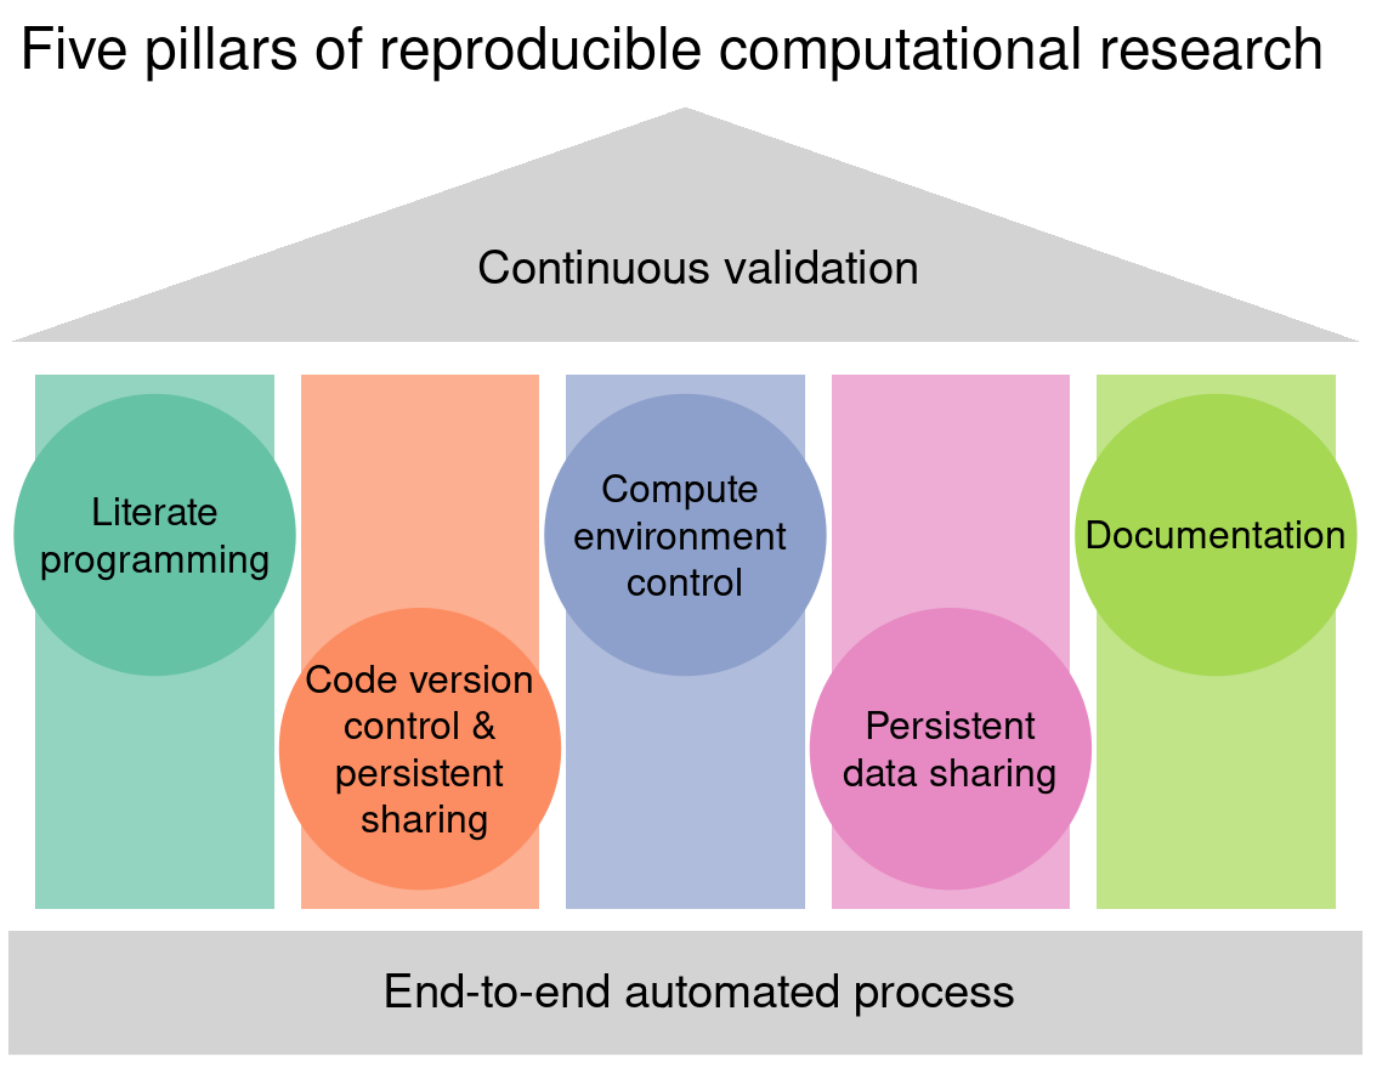 Five pillars of reproducible computational research
Continuous validation
Literate
programming
Code version
control &
persistent
sharing
Compute
environment
control
Persistent
data sharing
Documentation
End-to-end automated process